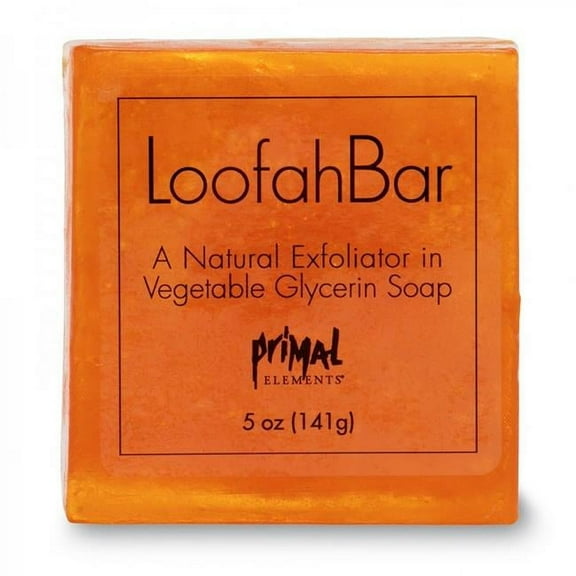 LoofahBar
A Natural Exfoliator in
Vegetable Glycerin Soap
PRiMAL
ELEMENTS®
5 oz (141g)